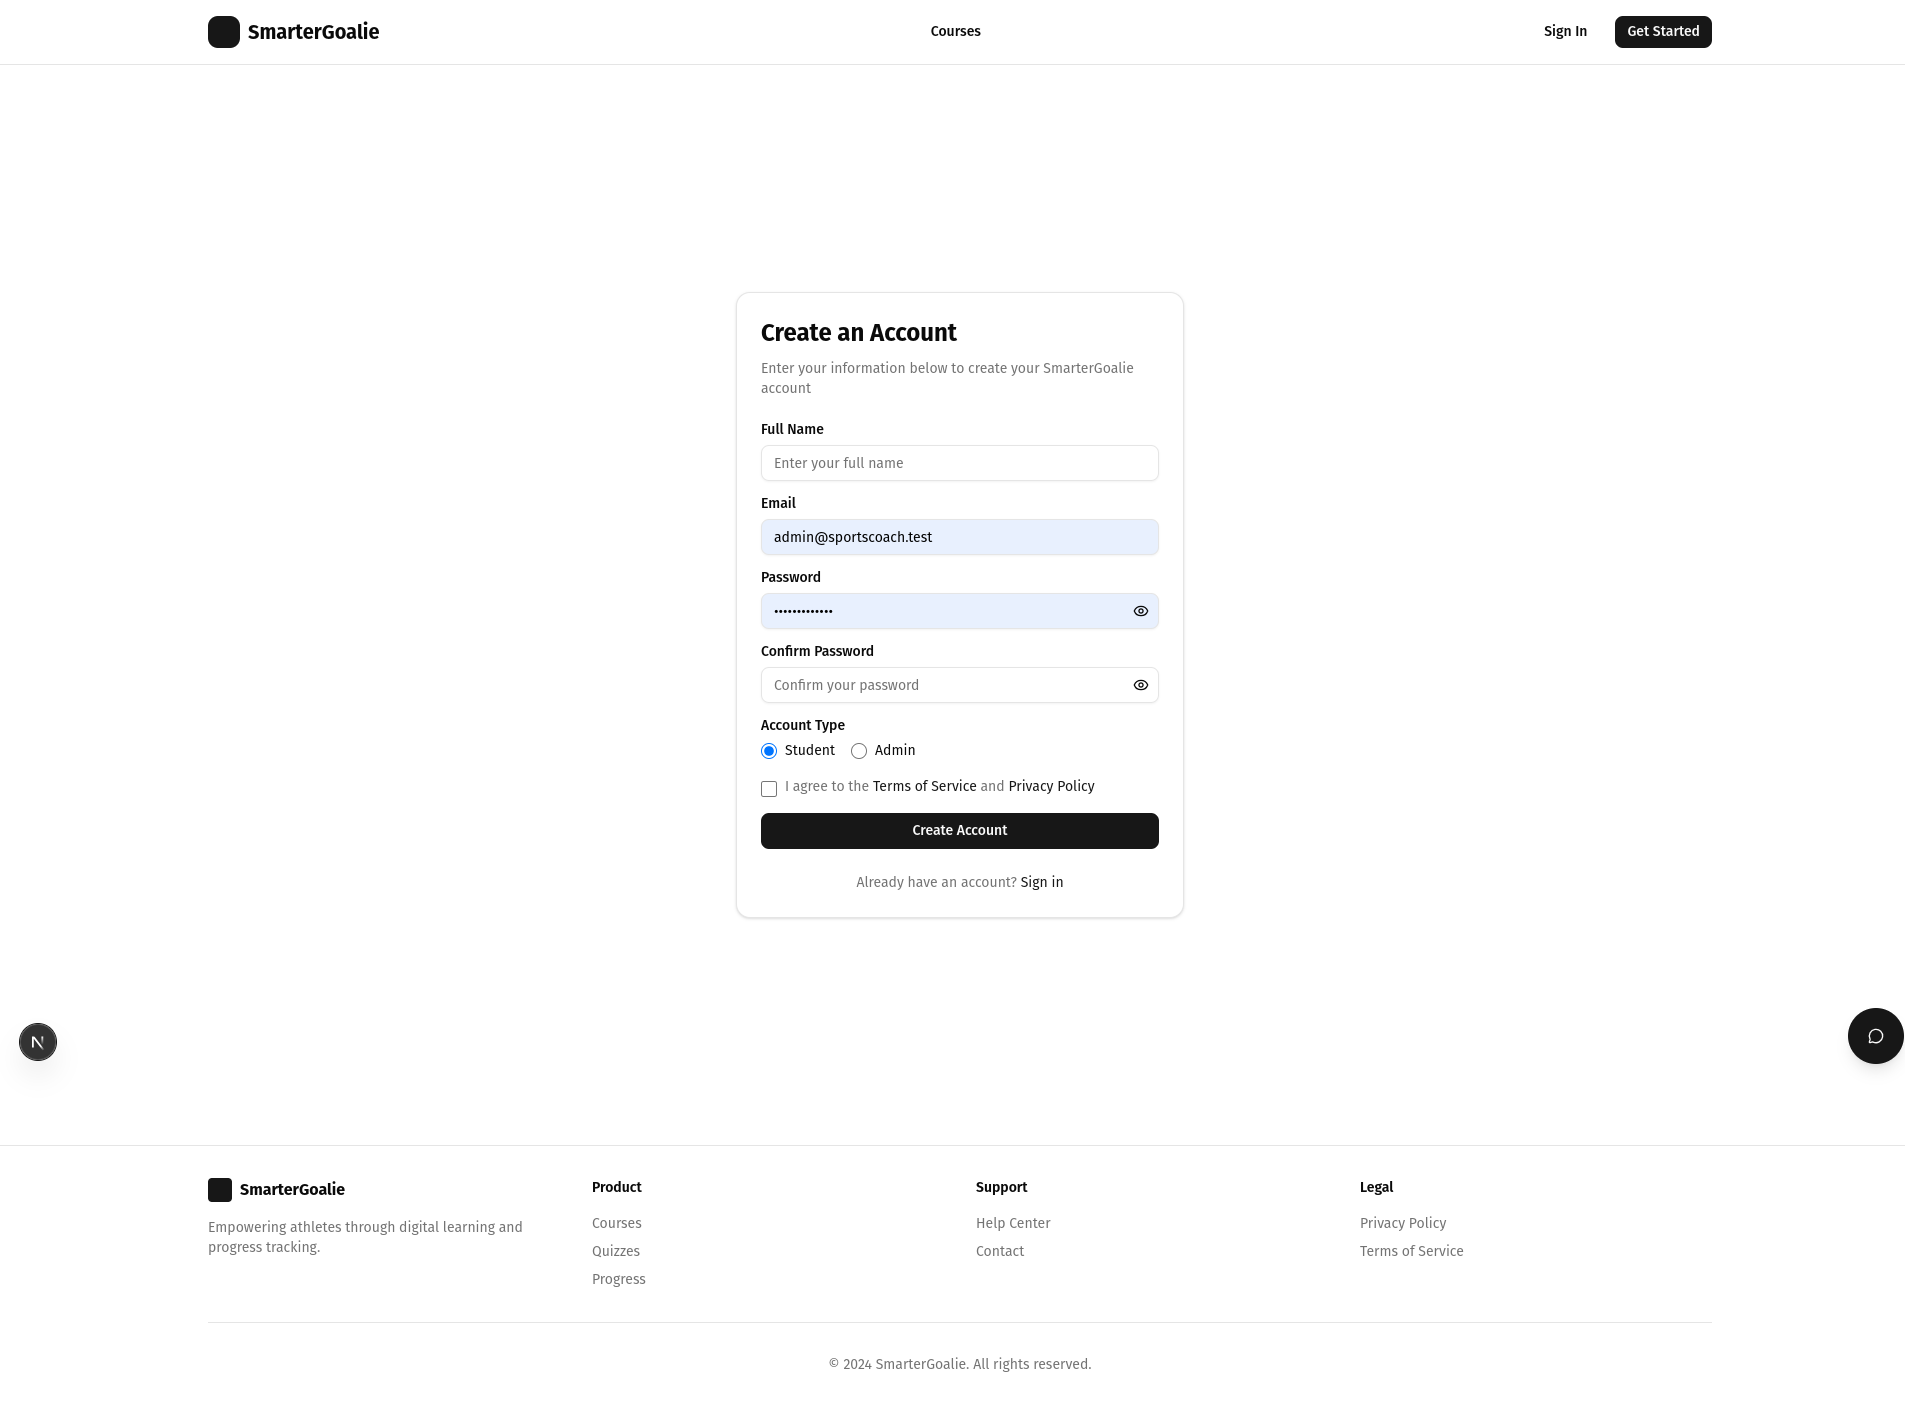 SmarterGoalie
Courses
Sign In
Get Started
Create an Account
Enter your information below to create your SmarterGoalie
account
Full Name
Enter your full name
Email
admin@sportscoach.test
Password
•••••••••••••
Confirm Password
Confirm your password
Account Type
Student
Admin
I agree to the Terms of Service and Privacy Policy
Create Account
Already have an account? Sign in
N
SmarterGoalie
Empowering athletes through digital learning and
progress tracking.
Product
Courses
Quizzes
Progress
Support
Help Center
Contact
Legal
Privacy Policy
Terms of Service
© 2024 SmarterGoalie. All rights reserved.